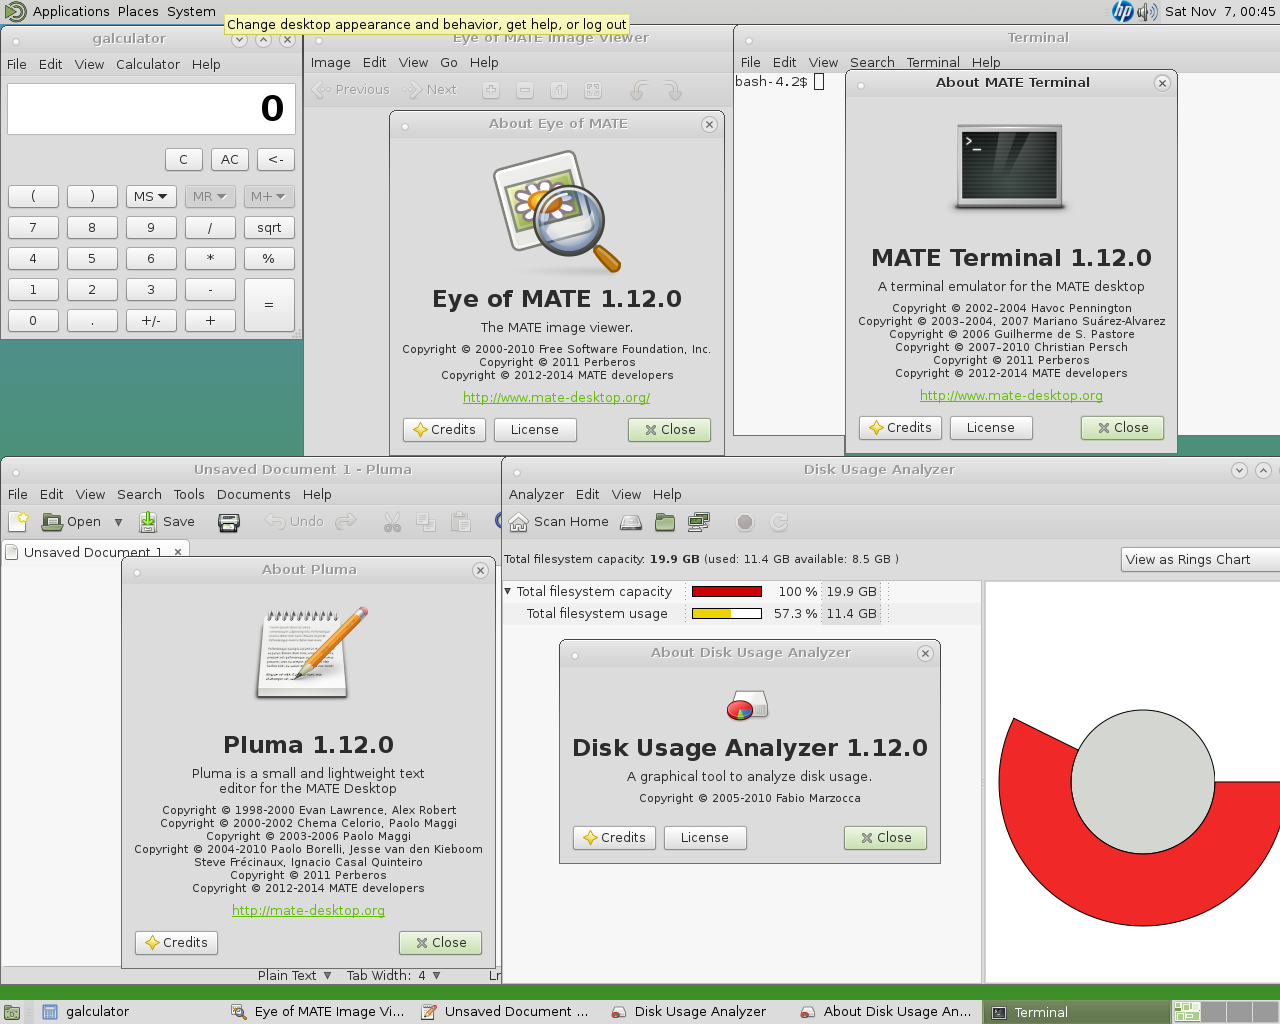 Applications Places System
Change desktop appearance and behavior, get help, or log out
hp
Sat Nov 7, 00:45
galculator
File Edit View Calculator Help
0
C AC <-
( ) MS MR M+
7 8 9 / sqrt
4 5 6 * %
1 2 3 - =
0 . +/- +
Eye of MATE Image Viewer
Image Edit View Go Help
Previous Next
About Eye of MATE
Eye of MATE 1.12.0
The MATE image viewer.
Copyright © 2000-2010 Free Software Foundation, Inc.
Copyright © 2011 Perberos
Copyright © 2012-2014 MATE developers
http://www.mate-desktop.org/
Credits License Close
Terminal
File Edit View Search Terminal Help
bash-4.2$
About MATE Terminal
>_
MATE Terminal 1.12.0
A terminal emulator for the MATE desktop
Copyright © 2002–2004 Havoc Pennington
Copyright © 2003–2004, 2007 Mariano Suárez-Alvarez
Copyright © 2006 Guilherme de S. Pastore
Copyright © 2007–2010 Christian Persch
Copyright © 2011 Perberos
Copyright © 2012-2014 MATE developers
http://www.mate-desktop.org
Credits License Close
Unsaved Document 1 - Pluma
File Edit View Search Tools Documents Help
Open Save Undo
Unsaved Document 1
About Pluma
Pluma 1.12.0
Pluma is a small and lightweight text
editor for the MATE Desktop
Copyright © 1998-2000 Evan Lawrence, Alex Robert
Copyright © 2000-2002 Chema Celorio, Paolo Maggi
Copyright © 2003-2006 Paolo Maggi
Copyright © 2004-2010 Paolo Borelli, Jesse van den Kieboom
Steve Frécinaux, Ignacio Casal Quinteiro
Copyright © 2011 Perberos
Copyright © 2012-2014 MATE developers
http://mate-desktop.org
Credits Close
Plain Text Tab Width: 4 Ln
Disk Usage Analyzer
Analyzer Edit View Help
Scan Home
Total filesystem capacity: 19.9 GB (used: 11.4 GB available: 8.5 GB )
View as Rings Chart
Total filesystem capacity 100 % 19.9 GB
Total filesystem usage 57.3 % 11.4 GB
About Disk Usage Analyzer
Disk Usage Analyzer 1.12.0
A graphical tool to analyze disk usage.
Copyright © 2005-2010 Fabio Marzocca
Credits License Close
galculator
Eye of MATE Image Vi...
Unsaved Document ...
Disk Usage Analyzer
About Disk Usage An...
Terminal